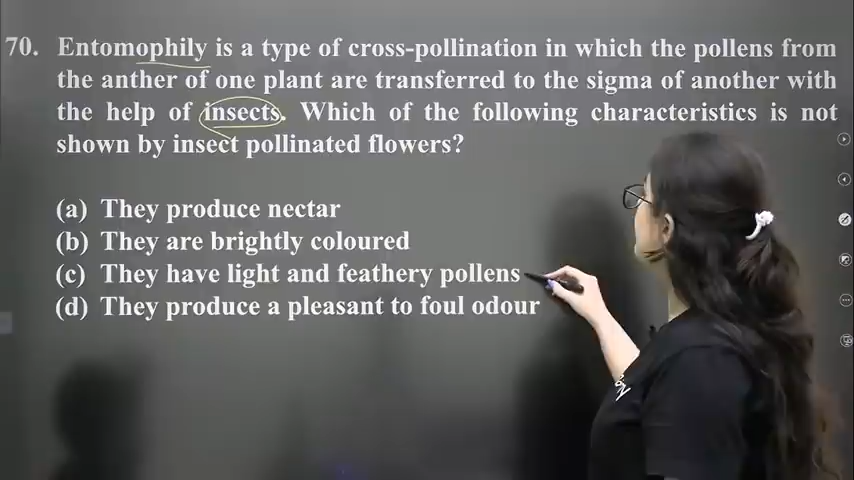 70. Entomophily is a type of cross-pollination in which the pollens from
the anther of one plant are transferred to the sigma of another with
the help of insects. Which of the following characteristics is not
shown by insect pollinated flowers?
(a) They produce nectar
(b) They are brightly coloured
(c) They have light and feathery pollens
(d) They produce a pleasant to foul odour